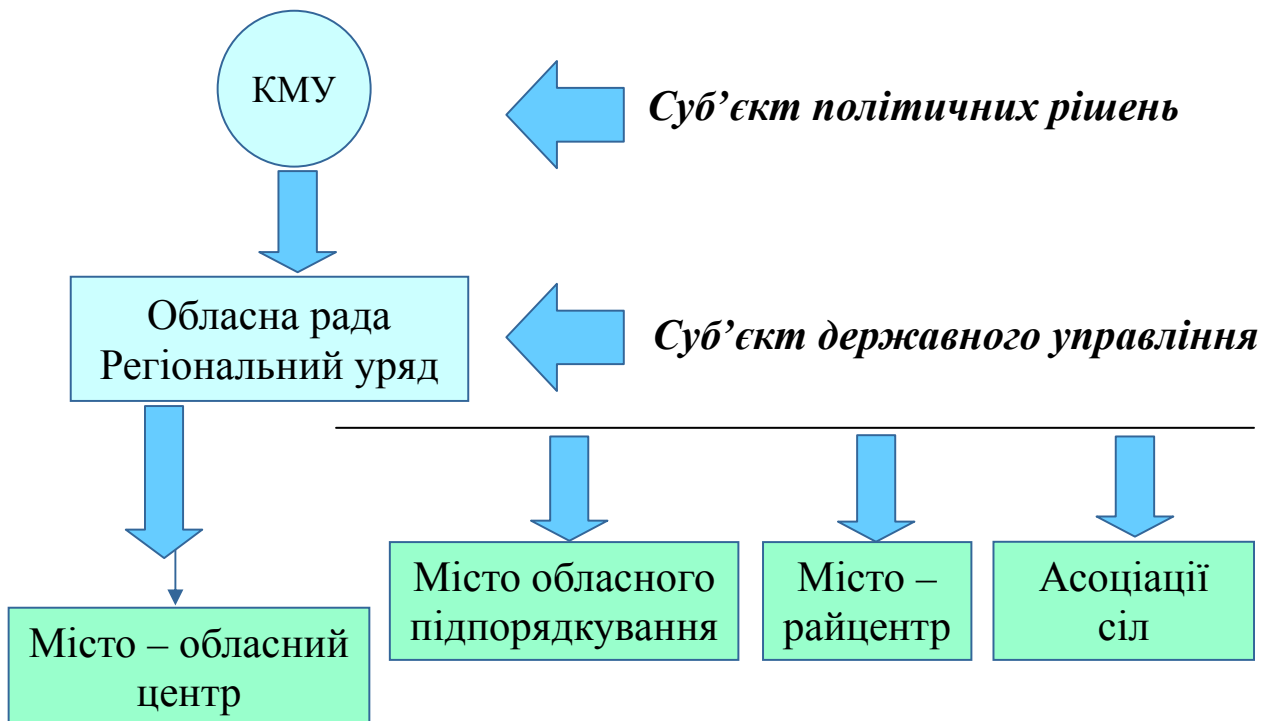 КМУ
Суб’єкт політичних рішень
Обласна рада
Регіональний уряд
Суб’єкт державного управління
Місто обласного
підпорядкування
Місто –
райцентр
Асоціації
сіл
Місто – обласний
центр